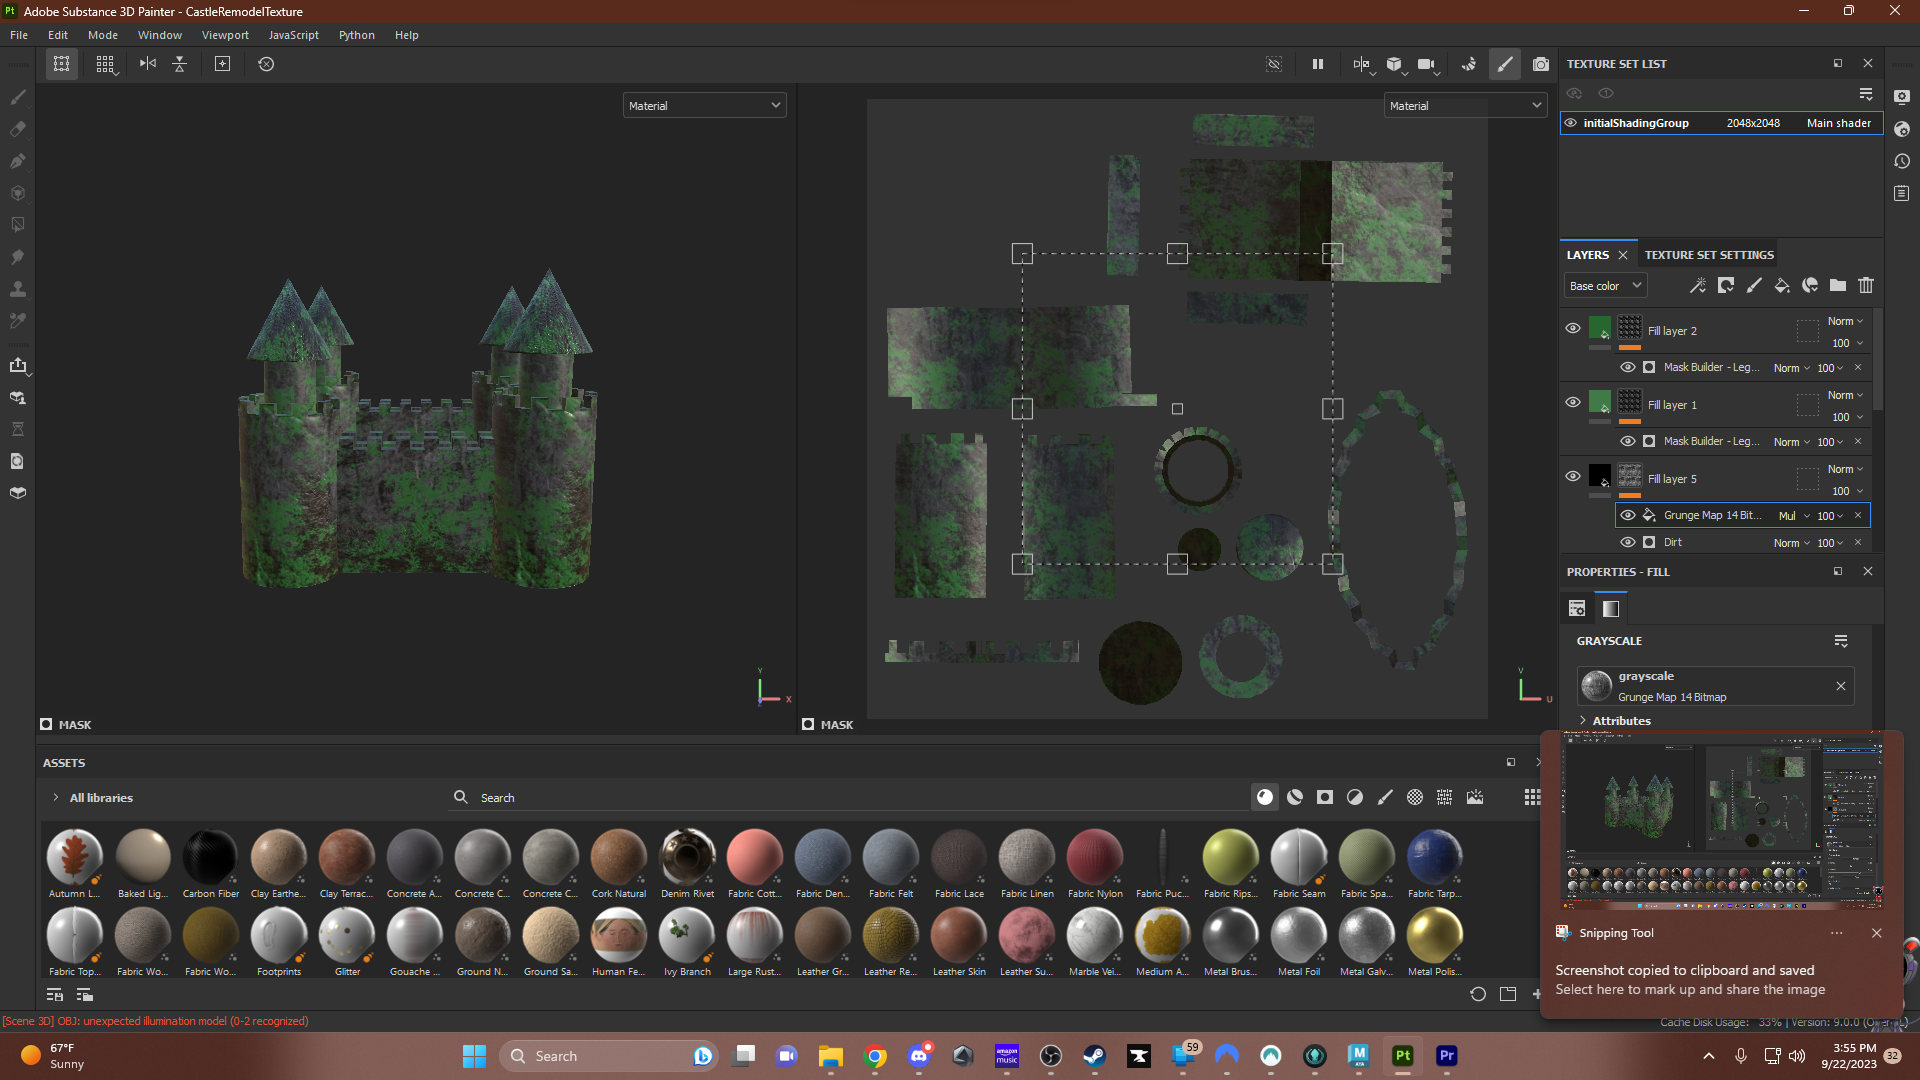 Pt Adobe Substance 3D Painter - CastleRemodelTexture
File Edit Mode Window Viewport JavaScript Python Help
Material
Material
MASK
MASK
Y
X
V
U
TEXTURE SET LIST
initialShadingGroup 2048x2048 Main shader
LAYERS TEXTURE SET SETTINGS
Base color
Fill layer 2 Norm
100
Mask Builder - Leg... Norm 100
Fill layer 1 Norm
100
Mask Builder - Leg... Norm 100
Fill layer 5 Norm
100
Grunge Map 14 Bit... Mul 100
Dirt Norm 100
PROPERTIES - FILL
GRAYSCALE
grayscale
Grunge Map 14 Bitmap
Attributes
ASSETS
All libraries Search
Autumn L... Baked Lig... Carbon Fiber Clay Earthe... Clay Terrac... Concrete A... Concrete C... Concrete C... Cork Natural Denim Rivet Fabric Cott... Fabric Den... Fabric Felt Fabric Lace Fabric Linen Fabric Nylon Fabric Puc... Fabric Rips... Fabric Seam Fabric Spa... Fabric Tarp...
Fabric Top... Fabric Wo... Fabric Wo... Footprints Glitter Gouache ... Ground N... Ground Sa... Human Fe... Ivy Branch Large Rust... Leather Gr... Leather Re... Leather Skin Leather Su... Marble Vei... Medium A... Metal Brus... Metal Foil Metal Galv... Metal Polis...
Snipping Tool
Screenshot copied to clipboard and saved
Select here to mark up and share the image
[Scene 3D] OBJ: unexpected illumination model (0-2 recognized)
Cache Disk Usage: 33% | Version: 9.0.0
67°F
Sunny
Search
amazon music
59
M
Pt
Pr
3:55 PM
9/22/2023
32